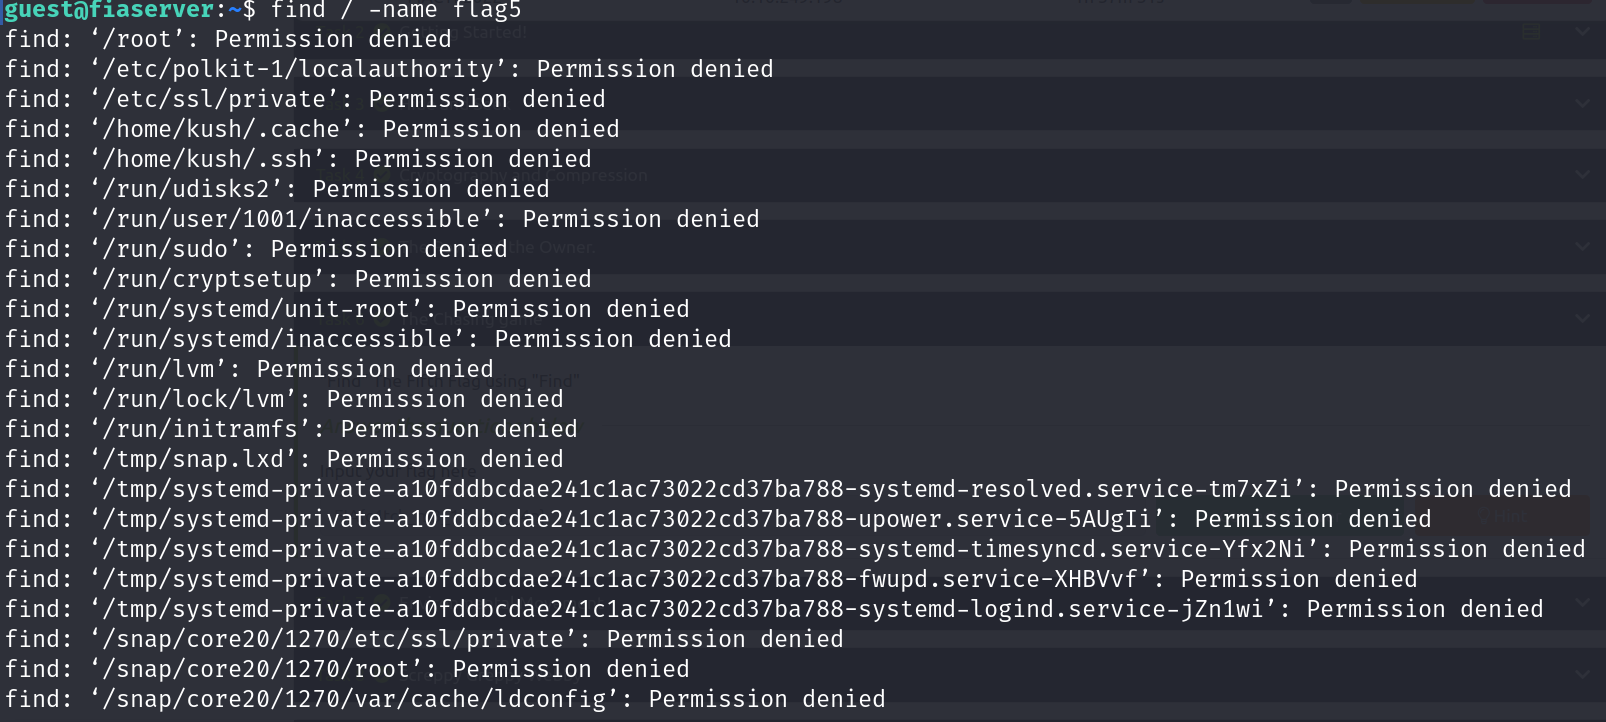 guest@fiaserver:~$ find / -name flag5
find: ‘/root’: Permission denied
find: ‘/etc/polkit-1/localauthority’: Permission denied
find: ‘/etc/ssl/private’: Permission denied
find: ‘/home/kush/.cache’: Permission denied
find: ‘/home/kush/.ssh’: Permission denied
find: ‘/run/udisks2’: Permission denied
find: ‘/run/user/1001/inaccessible’: Permission denied
find: ‘/run/sudo’: Permission denied
find: ‘/run/cryptsetup’: Permission denied
find: ‘/run/systemd/unit-root’: Permission denied
find: ‘/run/systemd/inaccessible’: Permission denied
find: ‘/run/lvm’: Permission denied
find: ‘/run/lock/lvm’: Permission denied
find: ‘/run/initramfs’: Permission denied
find: ‘/tmp/snap.lxd’: Permission denied
find: ‘/tmp/systemd-private-a10fddbcdae241c1ac73022cd37ba788-systemd-resolved.service-tm7xZi’: Permission denied
find: ‘/tmp/systemd-private-a10fddbcdae241c1ac73022cd37ba788-upower.service-5AUgIi’: Permission denied
find: ‘/tmp/systemd-private-a10fddbcdae241c1ac73022cd37ba788-systemd-timesyncd.service-Yfx2Ni’: Permission denied
find: ‘/tmp/systemd-private-a10fddbcdae241c1ac73022cd37ba788-fwupd.service-XHBVvf’: Permission denied
find: ‘/tmp/systemd-private-a10fddbcdae241c1ac73022cd37ba788-systemd-logind.service-jZn1wi’: Permission denied
find: ‘/snap/core20/1270/etc/ssl/private’: Permission denied
find: ‘/snap/core20/1270/root’: Permission denied
find: ‘/snap/core20/1270/var/cache/ldconfig’: Permission denied